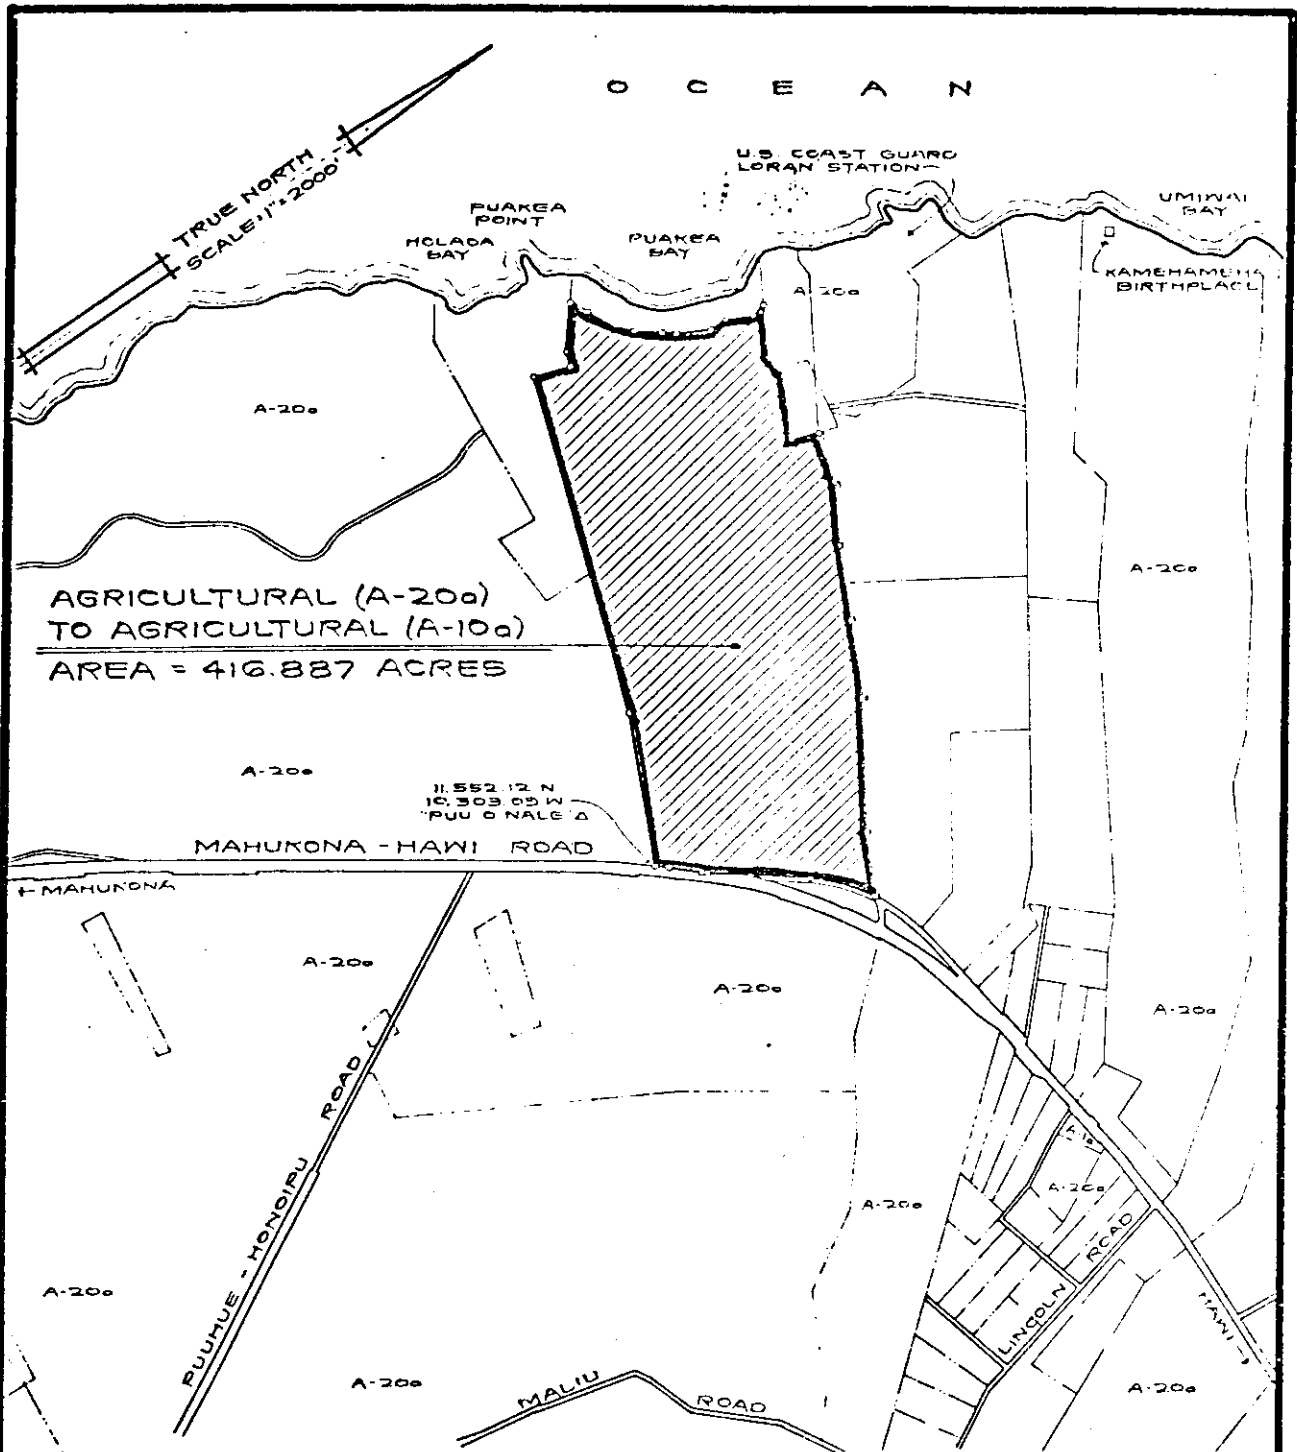 OCEAN
U.S. COAST GUARD
LORAN STATION
UMIWAI
BAY
TRUE NORTH
SCALE: 1"=2000'
PUAKEA
POINT
HOLAOA
BAY
PUAKEA
BAY
KAMEHAMEHA
BIRTHPLACE
A-20a
A-20a
A-20a
AGRICULTURAL (A-20a)
TO AGRICULTURAL (A-10a)
AREA = 416.887 ACRES
A-20a
11,552.12 N
10,303.09 W
"PUU O NALE" Δ
MAHUKONA - HAWI ROAD
MAHUKONA
A-20a
A-20a
A-20a
PUUHUE - HONOIPU ROAD
A-1a
A-20a
A-20a
LINCOLN ROAD
HAWI
A-20a
A-20a
MALIU ROAD
A-20a